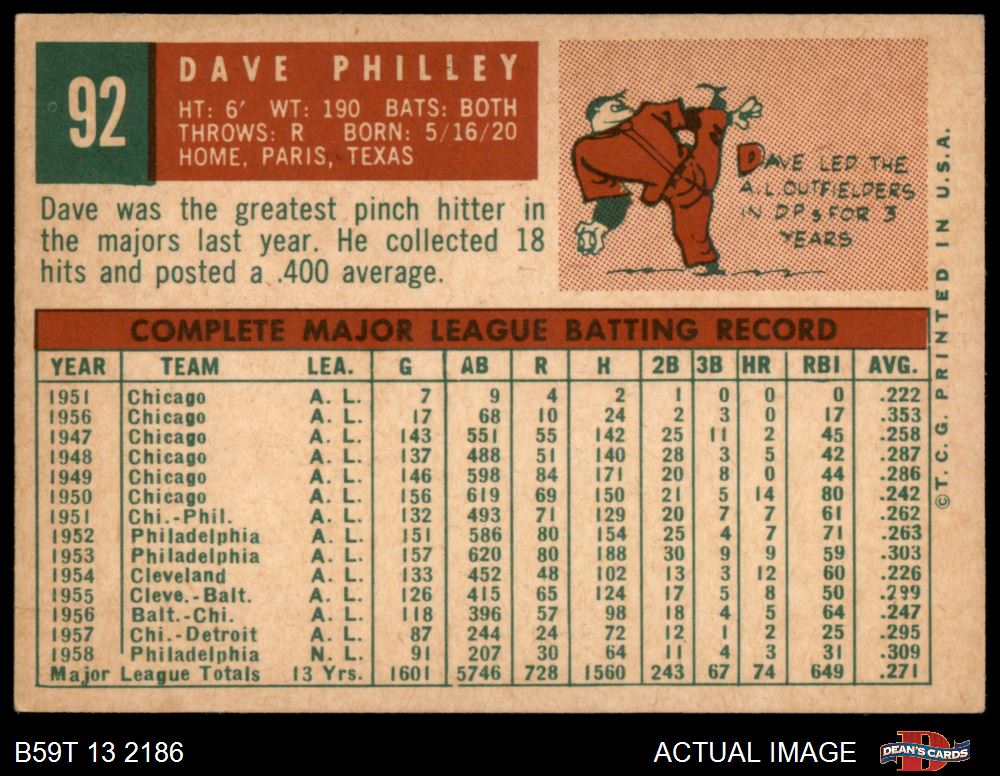 92
DAVE PHILLEY
HT: 6' WT: 190 BATS: BOTH
THROWS: R BORN: 5/16/20
HOME, PARIS, TEXAS
Dave was the greatest pinch hitter in
the majors last year. He collected 18
hits and posted a .400 average.
DAVE LED THE
A.L. OUTFIELDERS
IN DPs FOR 3
YEARS
©T.C.G. PRINTED IN U.S.A.
COMPLETE MAJOR LEAGUE BATTING RECORD
YEAR TEAM LEA. G AB R H 2B 3B HR RBI AVG.
1951 Chicago A. L. 7 9 4 2 1 0 0 0 .222
1956 Chicago A. L. 17 68 10 24 2 3 0 17 .353
1947 Chicago A. L. 143 551 55 142 25 11 2 45 .258
1948 Chicago A. L. 137 488 51 140 28 3 5 42 .287
1949 Chicago A. L. 146 598 84 171 20 8 0 44 .286
1950 Chicago A. L. 156 619 69 150 21 5 14 80 .242
1951 Chi.-Phil. A. L. 132 493 71 129 20 7 7 61 .262
1952 Philadelphia A. L. 151 586 80 154 25 4 7 71 .263
1953 Philadelphia A. L. 157 620 80 188 30 9 9 59 .303
1954 Cleveland A. L. 133 452 48 102 13 3 12 60 .226
1955 Cleve.-Balt. A. L. 126 415 65 124 17 5 8 50 .299
1956 Balt.-Chi. A. L. 118 396 57 98 18 4 5 64 .247
1957 Chi.-Detroit A. L. 87 244 24 72 12 1 2 25 .295
1958 Philadelphia N. L. 91 207 30 64 11 4 3 31 .309
Major League Totals 13 Yrs. 1601 5746 728 1560 243 67 74 649 .271
B59T 13 2186
ACTUAL IMAGE
D
DEAN'S CARDS